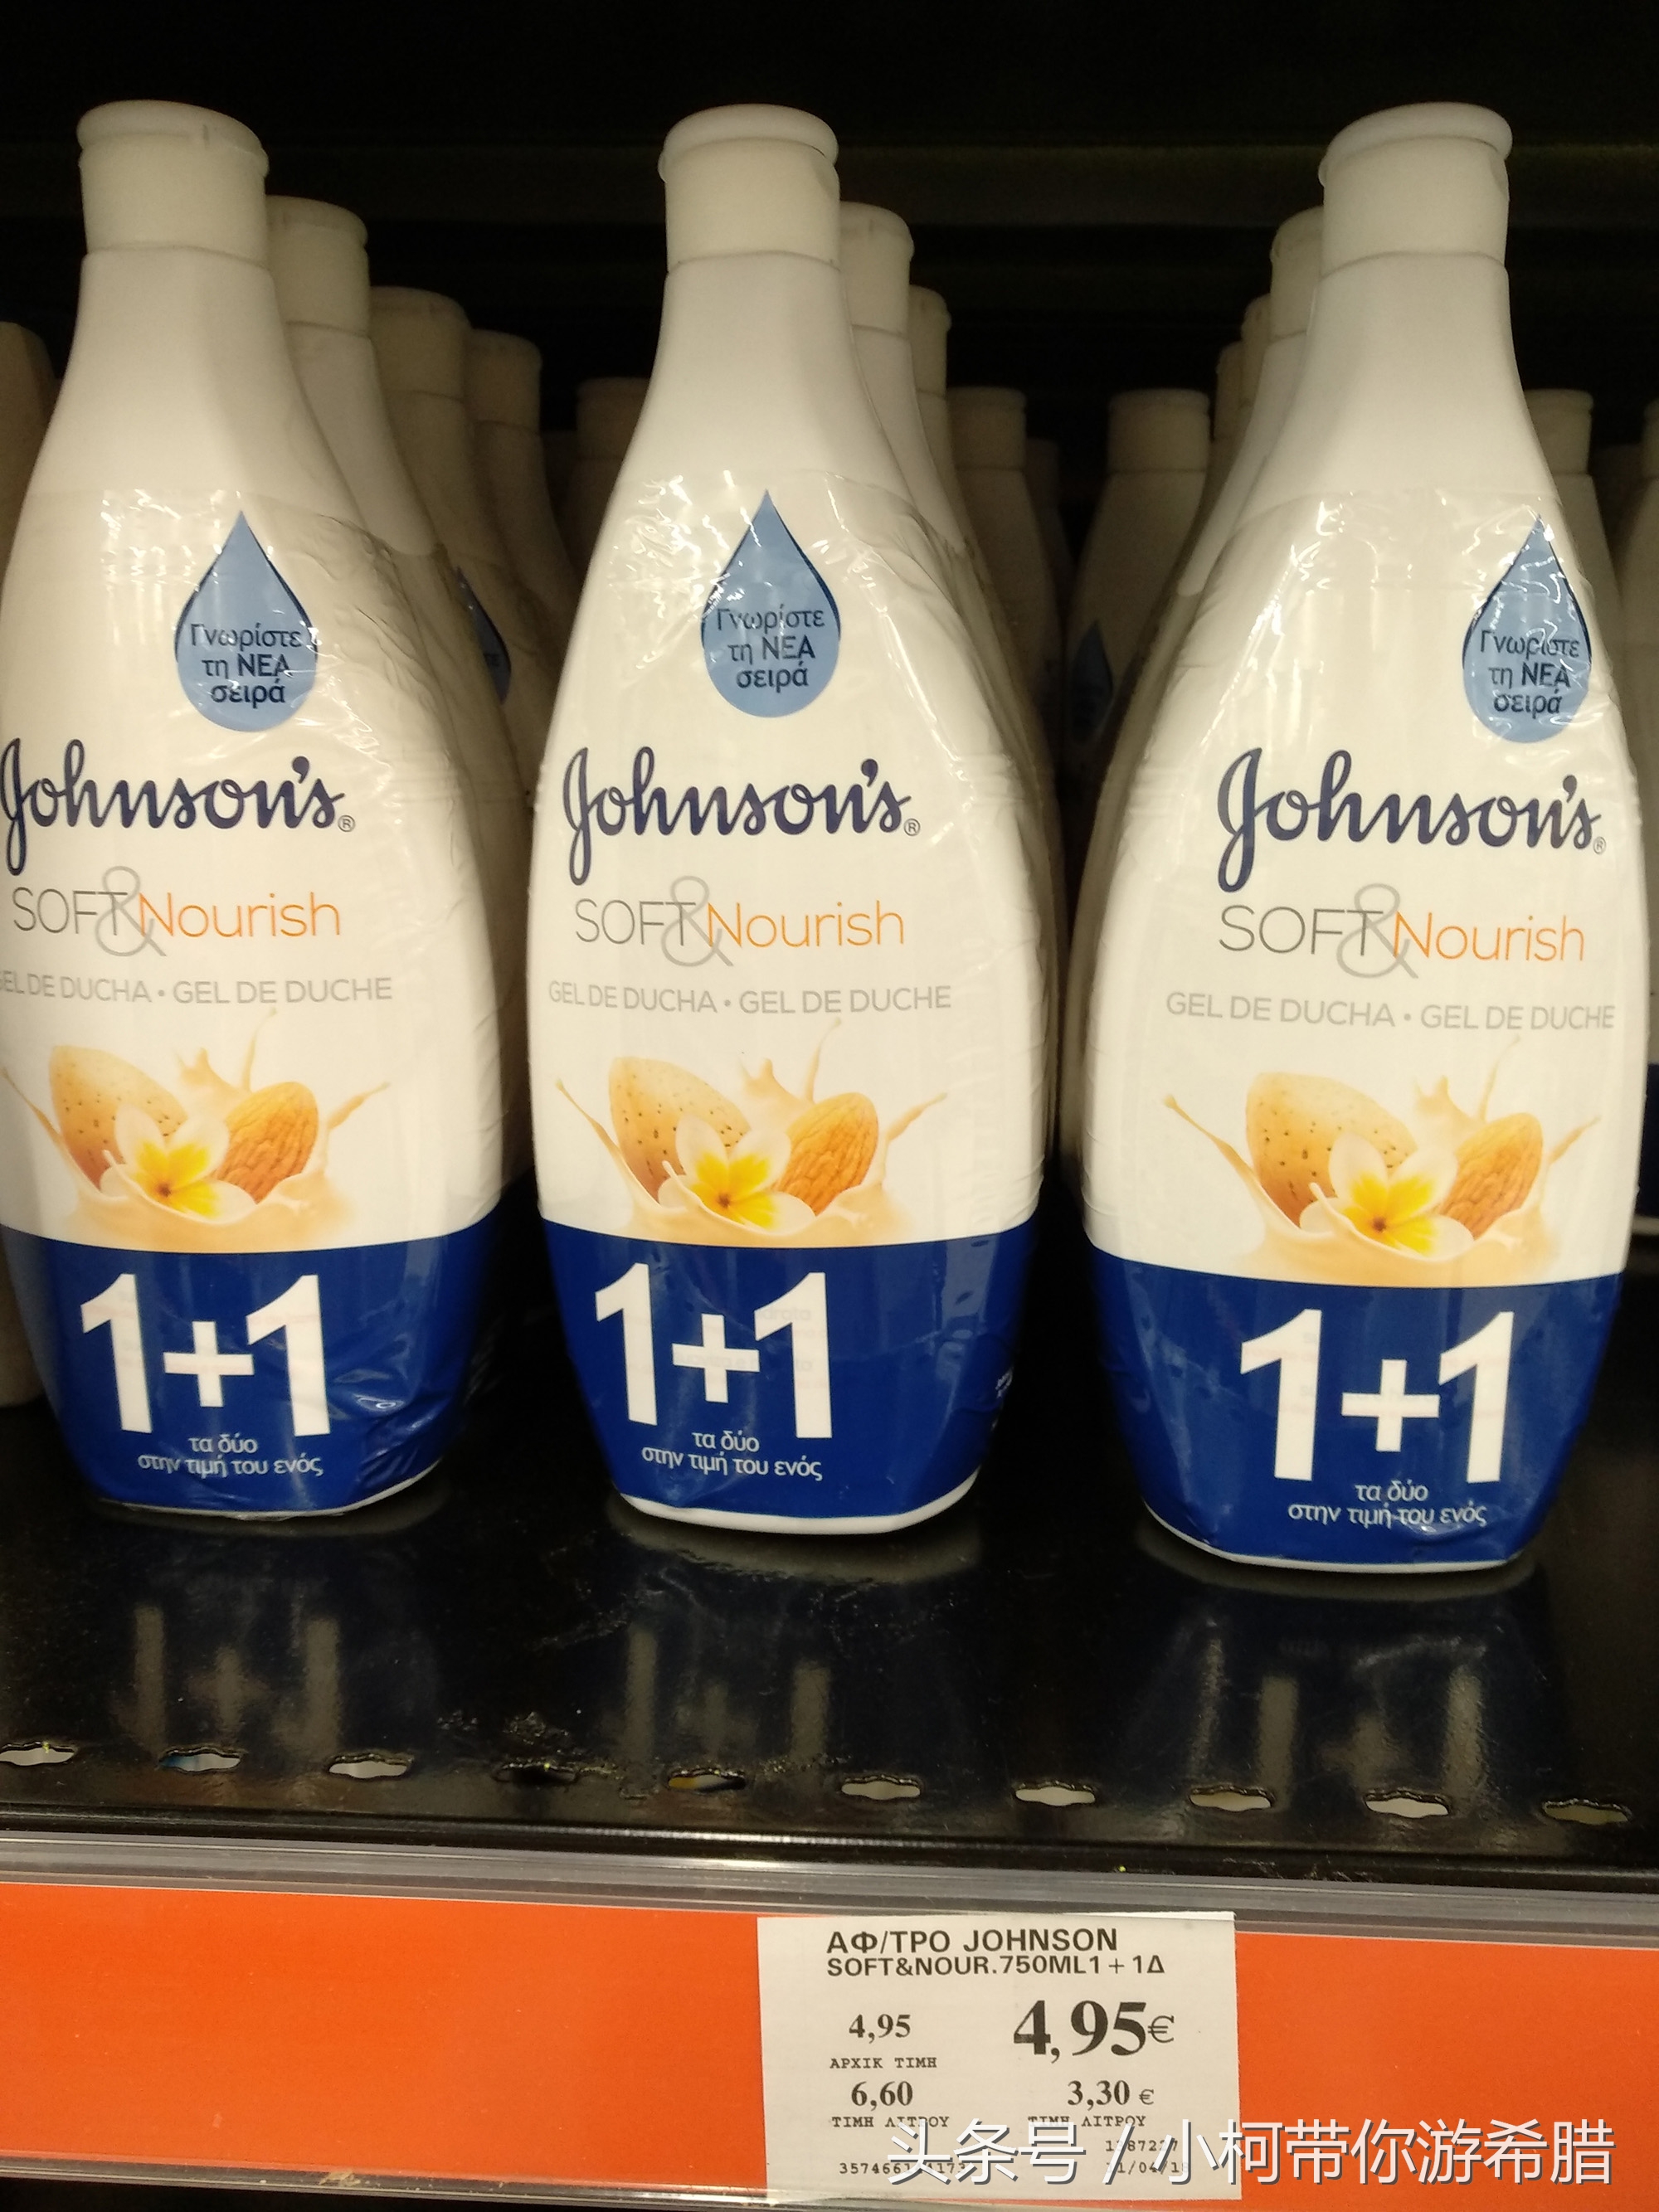 Γνωρίστε
τη ΝΕΑ
σειρά
Johnson's®
SOFT&Nourish
GEL DE DUCHA • GEL DE DUCHE
1+1
τα δύο
στην τιμή του ενός
Γνωρίστε
τη ΝΕΑ
σειρά
Johnson's®
SOFT&Nourish
GEL DE DUCHA • GEL DE DUCHE
1+1
τα δύο
στην τιμή του ενός
Γνωρίστε
τη ΝΕΑ
σειρά
Johnson's®
SOFT&Nourish
GEL DE DUCHA • GEL DE DUCHE
1+1
τα δύο
στην τιμή του ενός
ΑΦ/ΤΡΟ JOHNSON
SOFT&NOUR.750ML1+1Δ
4,95 4,95€
ΑΡΧΙΚ ΤΙΜΗ
6,60 3,30 €
ΤΙΜΗ ΛΙΤΡΟΥ ΤΙΜΗ ΛΙΤΡΟΥ
头条号 / 小柯带你游希腊